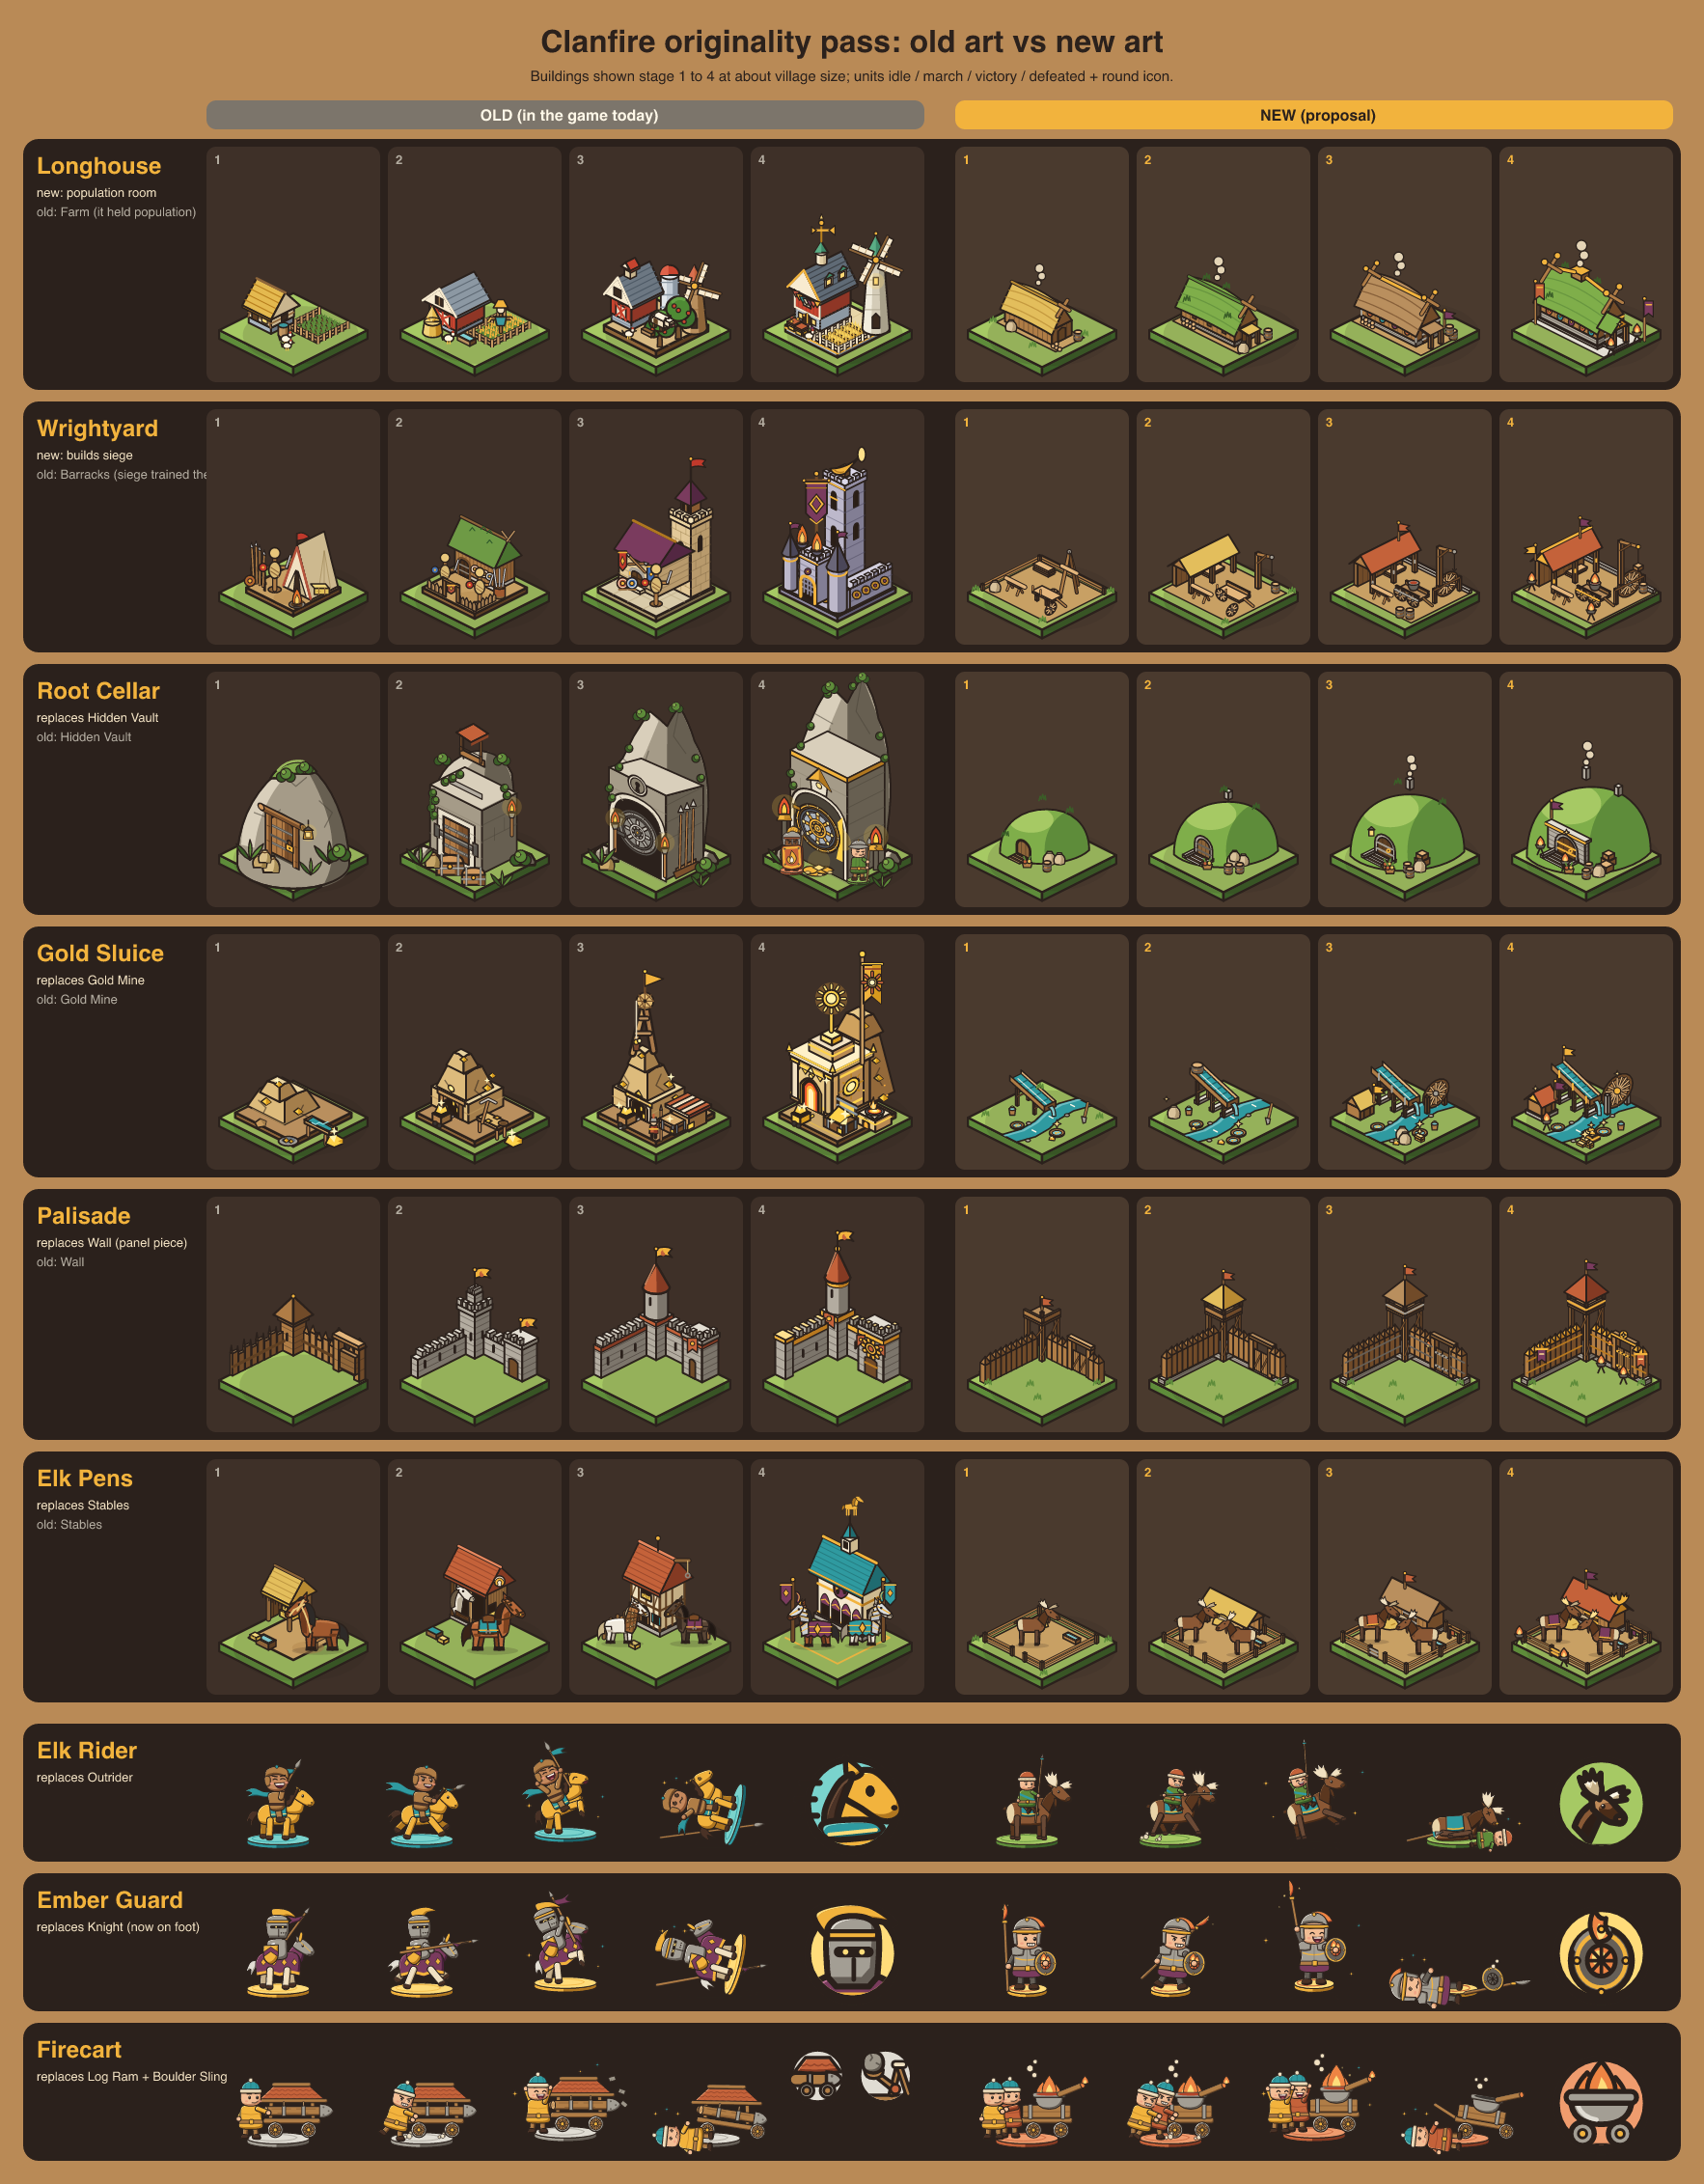 Clanfire originality pass: old art vs new art
Buildings shown stage 1 to 4 at about village size; units idle / march / victory / defeated + round icon.
OLD (in the game today)
NEW (proposal)
Longhouse
new: population room
old: Farm (it held population)
1
2
3
4
1
2
3
4
Wrightyard
new: builds siege
old: Barracks (siege trained the
1
2
3
4
1
2
3
4
Root Cellar
replaces Hidden Vault
old: Hidden Vault
1
2
3
4
1
2
3
4
Gold Sluice
replaces Gold Mine
old: Gold Mine
1
2
3
4
1
2
3
4
Palisade
replaces Wall (panel piece)
old: Wall
1
2
3
4
1
2
3
4
Elk Pens
replaces Stables
old: Stables
1
2
3
4
1
2
3
4
Elk Rider
replaces Outrider
Ember Guard
replaces Knight (now on foot)
Firecart
replaces Log Ram + Boulder Sling